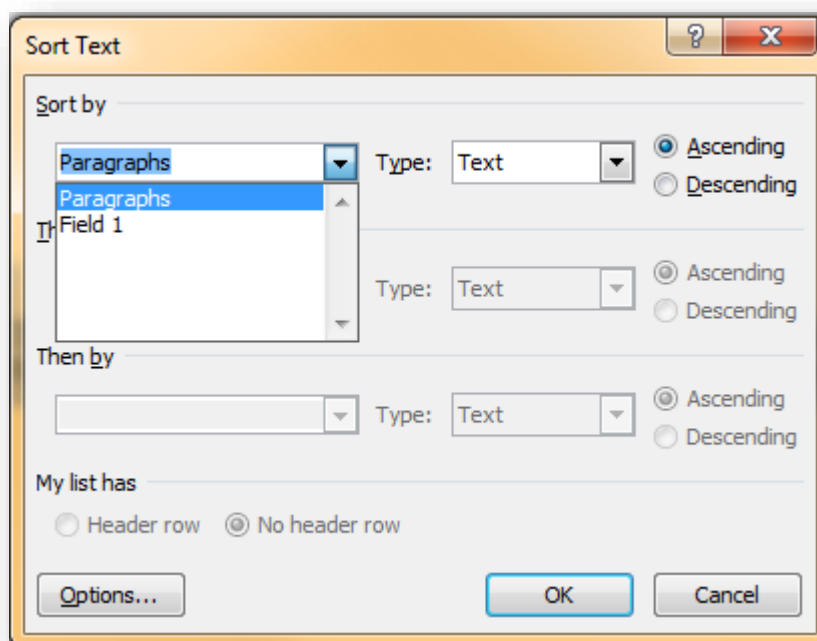 Sort Text
?
X
Sort by
Paragraphs Type: Text Ascending
Descending
Paragraphs
Field 1
Th
Type: Text Ascending
Descending
Then by
Type: Text Ascending
Descending
My list has
Header row No header row
Options... OK Cancel